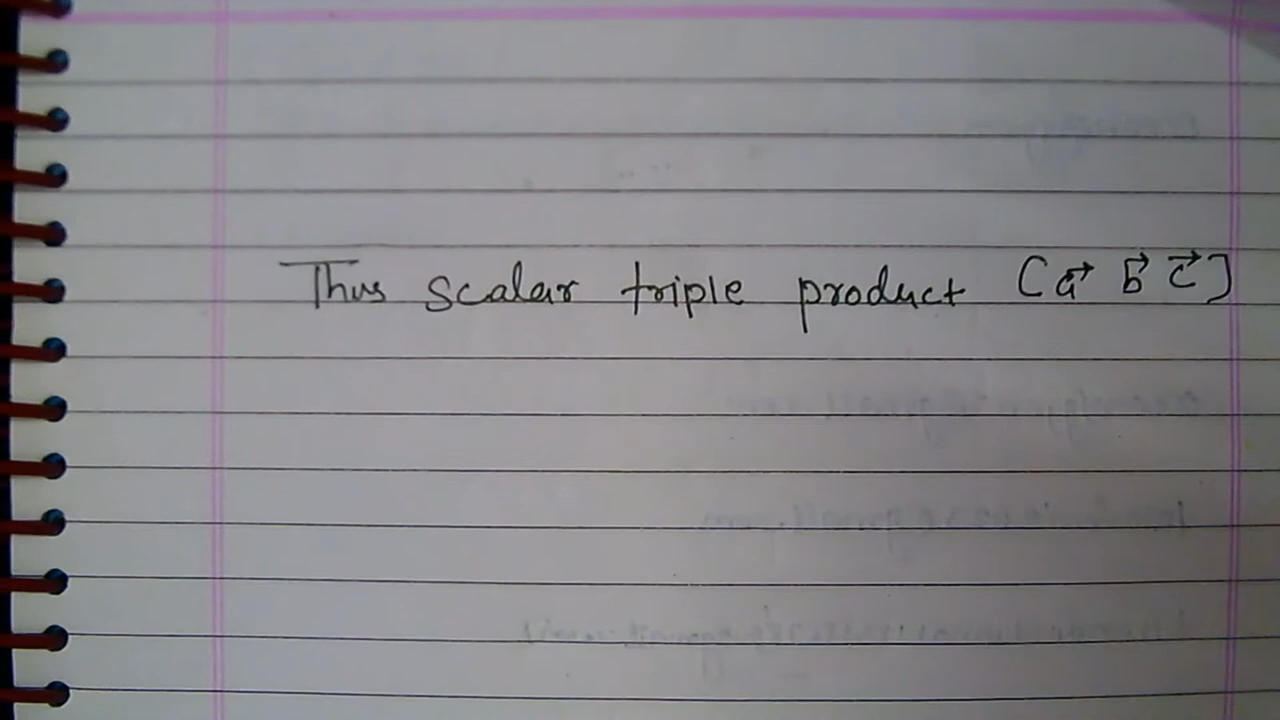 Thus scalar triple product [a⃗ b⃗ c⃗]